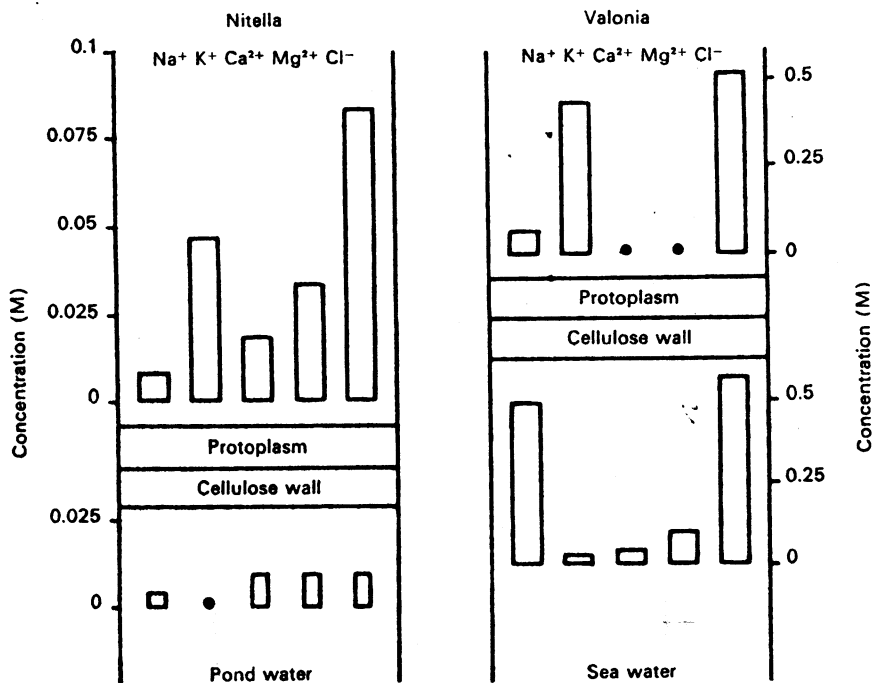 Nitella
0.1
Na⁺ K⁺ Ca²⁺ Mg²⁺ Cl⁻
0.075
0.05
0.025
0
Concentration (M)
Protoplasm
Cellulose wall
0.025
0
Pond water
Valonia
Na⁺ K⁺ Ca²⁺ Mg²⁺ Cl⁻
0.5
0.25
0
Protoplasm
Cellulose wall
Concentration (M)
0.5
0.25
0
Sea water